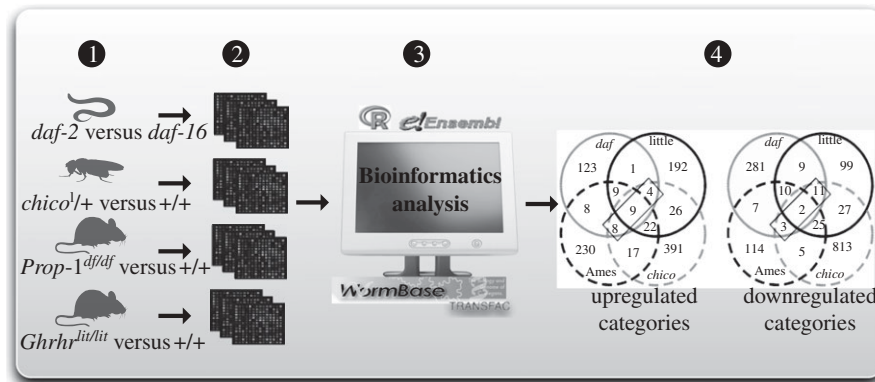 1 2 3 4
daf-2 versus daf-16
chico1/+ versus +/+
Prop-1df/df versus +/+
Ghrhrlit/lit versus +/+
R e!Ensembl
Bioinformatics
analysis
WormBase
TRANSFAC
daf little
123 1 192
9 4
8 9 26
8 22
230 17 391
Ames chico
upregulated
categories
daf little
281 9 99
10 11
7 2 27
3 25
114 5 813
Ames chico
downregulated
categories